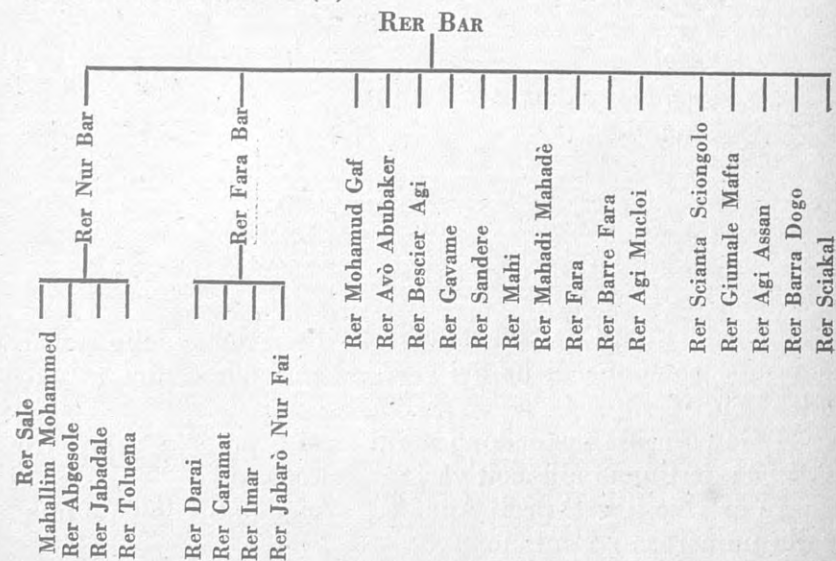 RER BAR
Rer Nur Bar
Rer Fara Bar
Rer Mohamud Gaf
Rer Avò Abubaker
Rer Bescier Agi
Rer Gavame
Rer Sandere
Rer Mahi
Rer Mahadi Mahadè
Rer Fara
Rer Barre Fara
Rer Agi Mucloi
Rer Scianta Sciongolo
Rer Giumale Mafta
Rer Agi Assan
Rer Barra Dogo
Rer Sciakal
Rer Sale
Mahallim Mohammed
Rer Abgesole
Rer Jabadale
Rer Toluena
Rer Darai
Rer Caramat
Rer Imar
Rer Jabarò Nur Fai